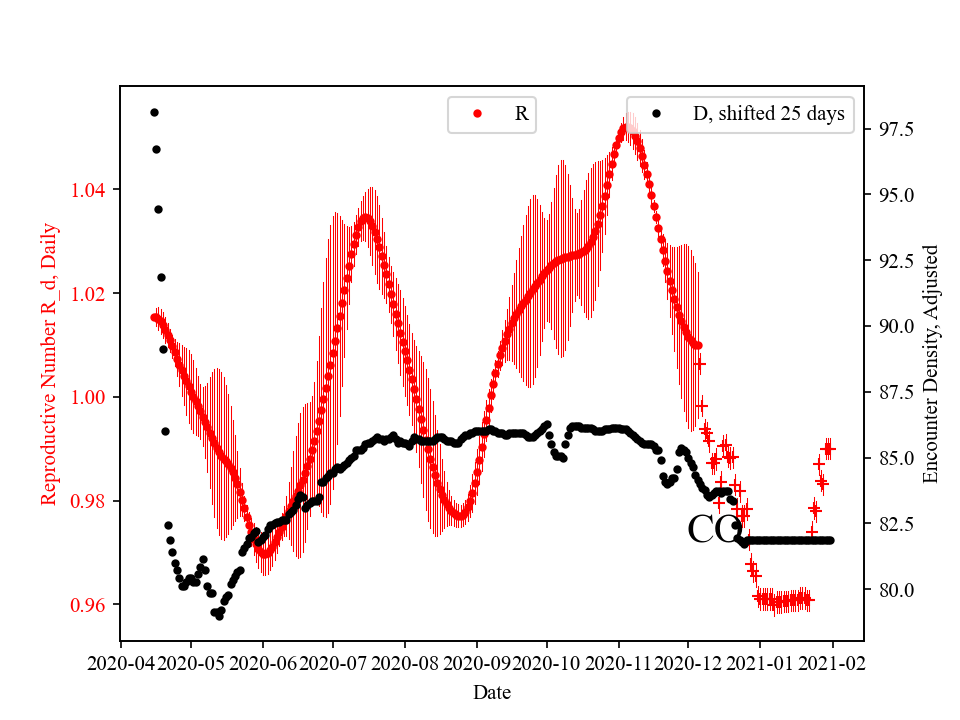 R
D, shifted 25 days
Reproductive Number R_d, Daily
1.04
1.02
1.00
0.98
0.96
97.5
95.0
92.5
90.0
87.5
85.0
82.5
80.0
Encounter Density, Adjusted
CO
2020-04 2020-05 2020-06 2020-07 2020-08 2020-09 2020-10 2020-11 2020-12 2021-01 2021-02
Date